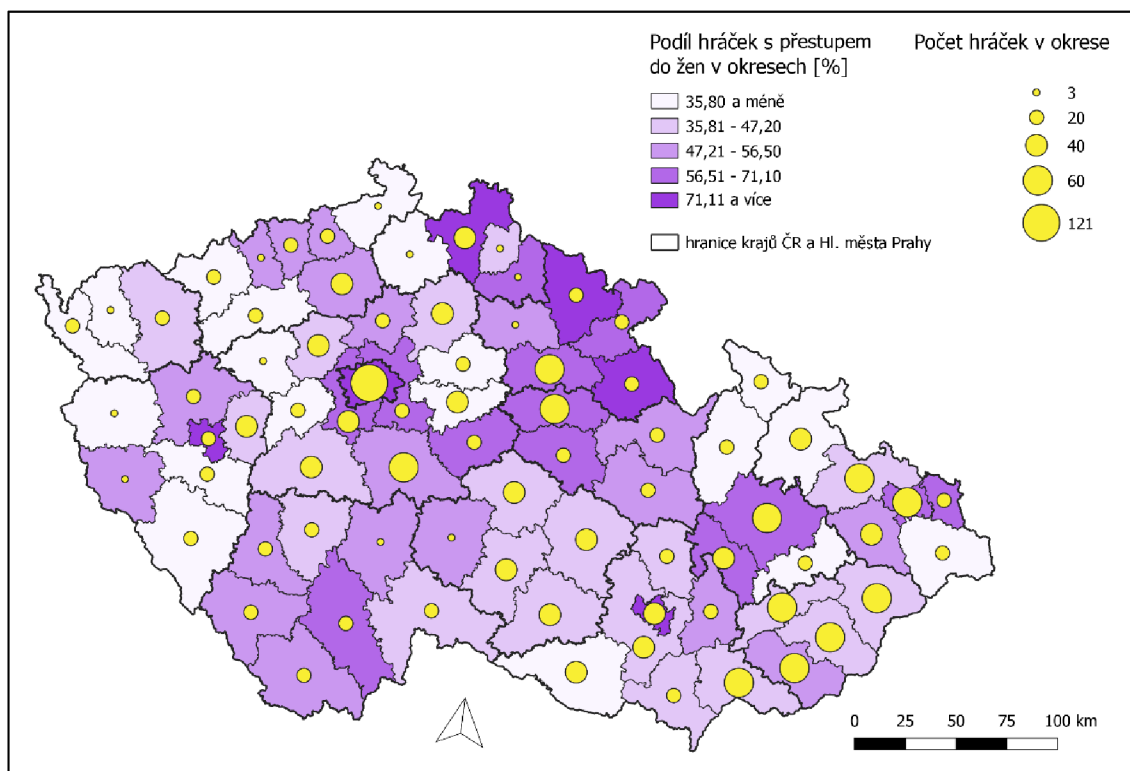 Podíl hráček s přestupem
do žen v okresech [%]
35,80 a méně
35,81 - 47,20
47,21 - 56,50
56,51 - 71,10
71,11 a více
hranice krajů ČR a Hl. města Prahy
Počet hráček v okrese
3
20
40
60
121
0 25 50 75 100 km